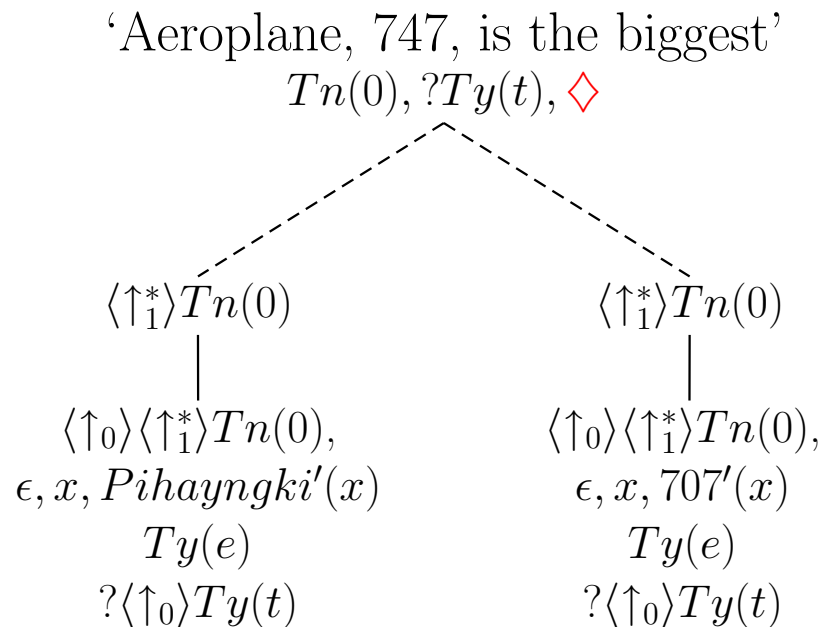 ‘Aeroplane, 747, is the biggest’
Tn(0), ?Ty(t), ♢
⟨↑*₁⟩Tn(0) ⟨↑*₁⟩Tn(0)
⟨↑₀⟩⟨↑*₁⟩Tn(0), ⟨↑₀⟩⟨↑*₁⟩Tn(0),
ϵ, x, Pihayngki′(x) ϵ, x, 707′(x)
Ty(e) Ty(e)
?⟨↑₀⟩Ty(t) ?⟨↑₀⟩Ty(t)